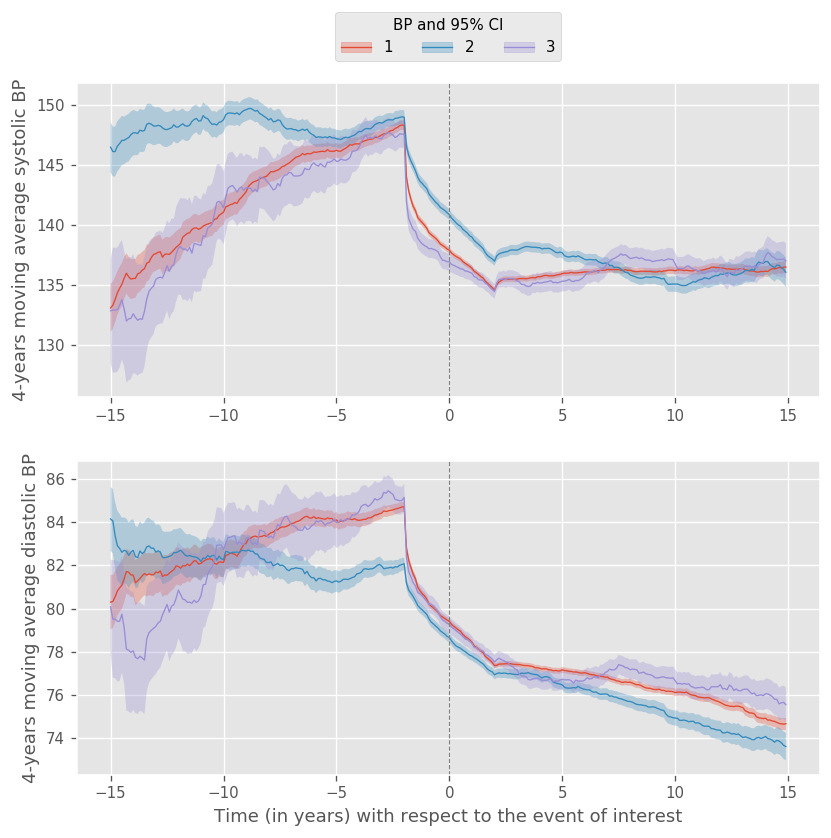 BP and 95% CI
1 2 3
4-years moving average systolic BP
150
145
140
135
130
−15 −10 −5 0 5 10 15
4-years moving average diastolic BP
86
84
82
80
78
76
74
−15 −10 −5 0 5 10 15
Time (in years) with respect to the event of interest